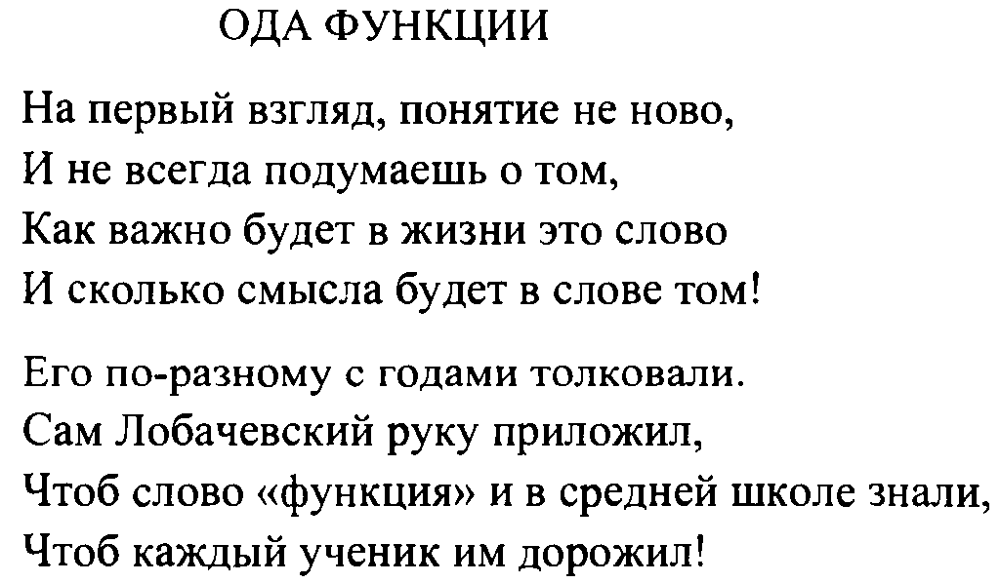 ОДА ФУНКЦИИ
На первый взгляд, понятие не ново,
И не всегда подумаешь о том,
Как важно будет в жизни это слово
И сколько смысла будет в слове том!
Его по-разному с годами толковали.
Сам Лобачевский руку приложил,
Чтоб слово «функция» и в средней школе знали,
Чтоб каждый ученик им дорожил!